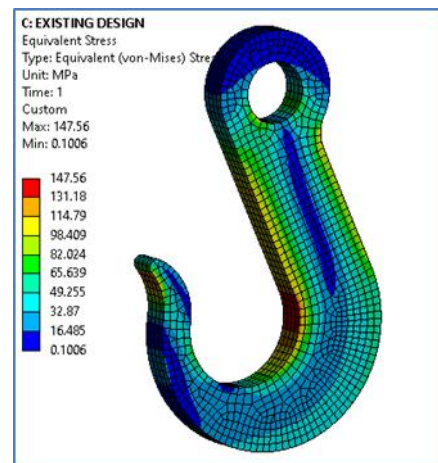 C: EXISTING DESIGN
Equivalent Stress
Type: Equivalent (von-Mises) Stre
Unit: MPa
Time: 1
Custom
Max: 147.56
Min: 0.1006
147.56
131.18
114.79
98.409
82.024
65.639
49.255
32.87
16.485
0.1006